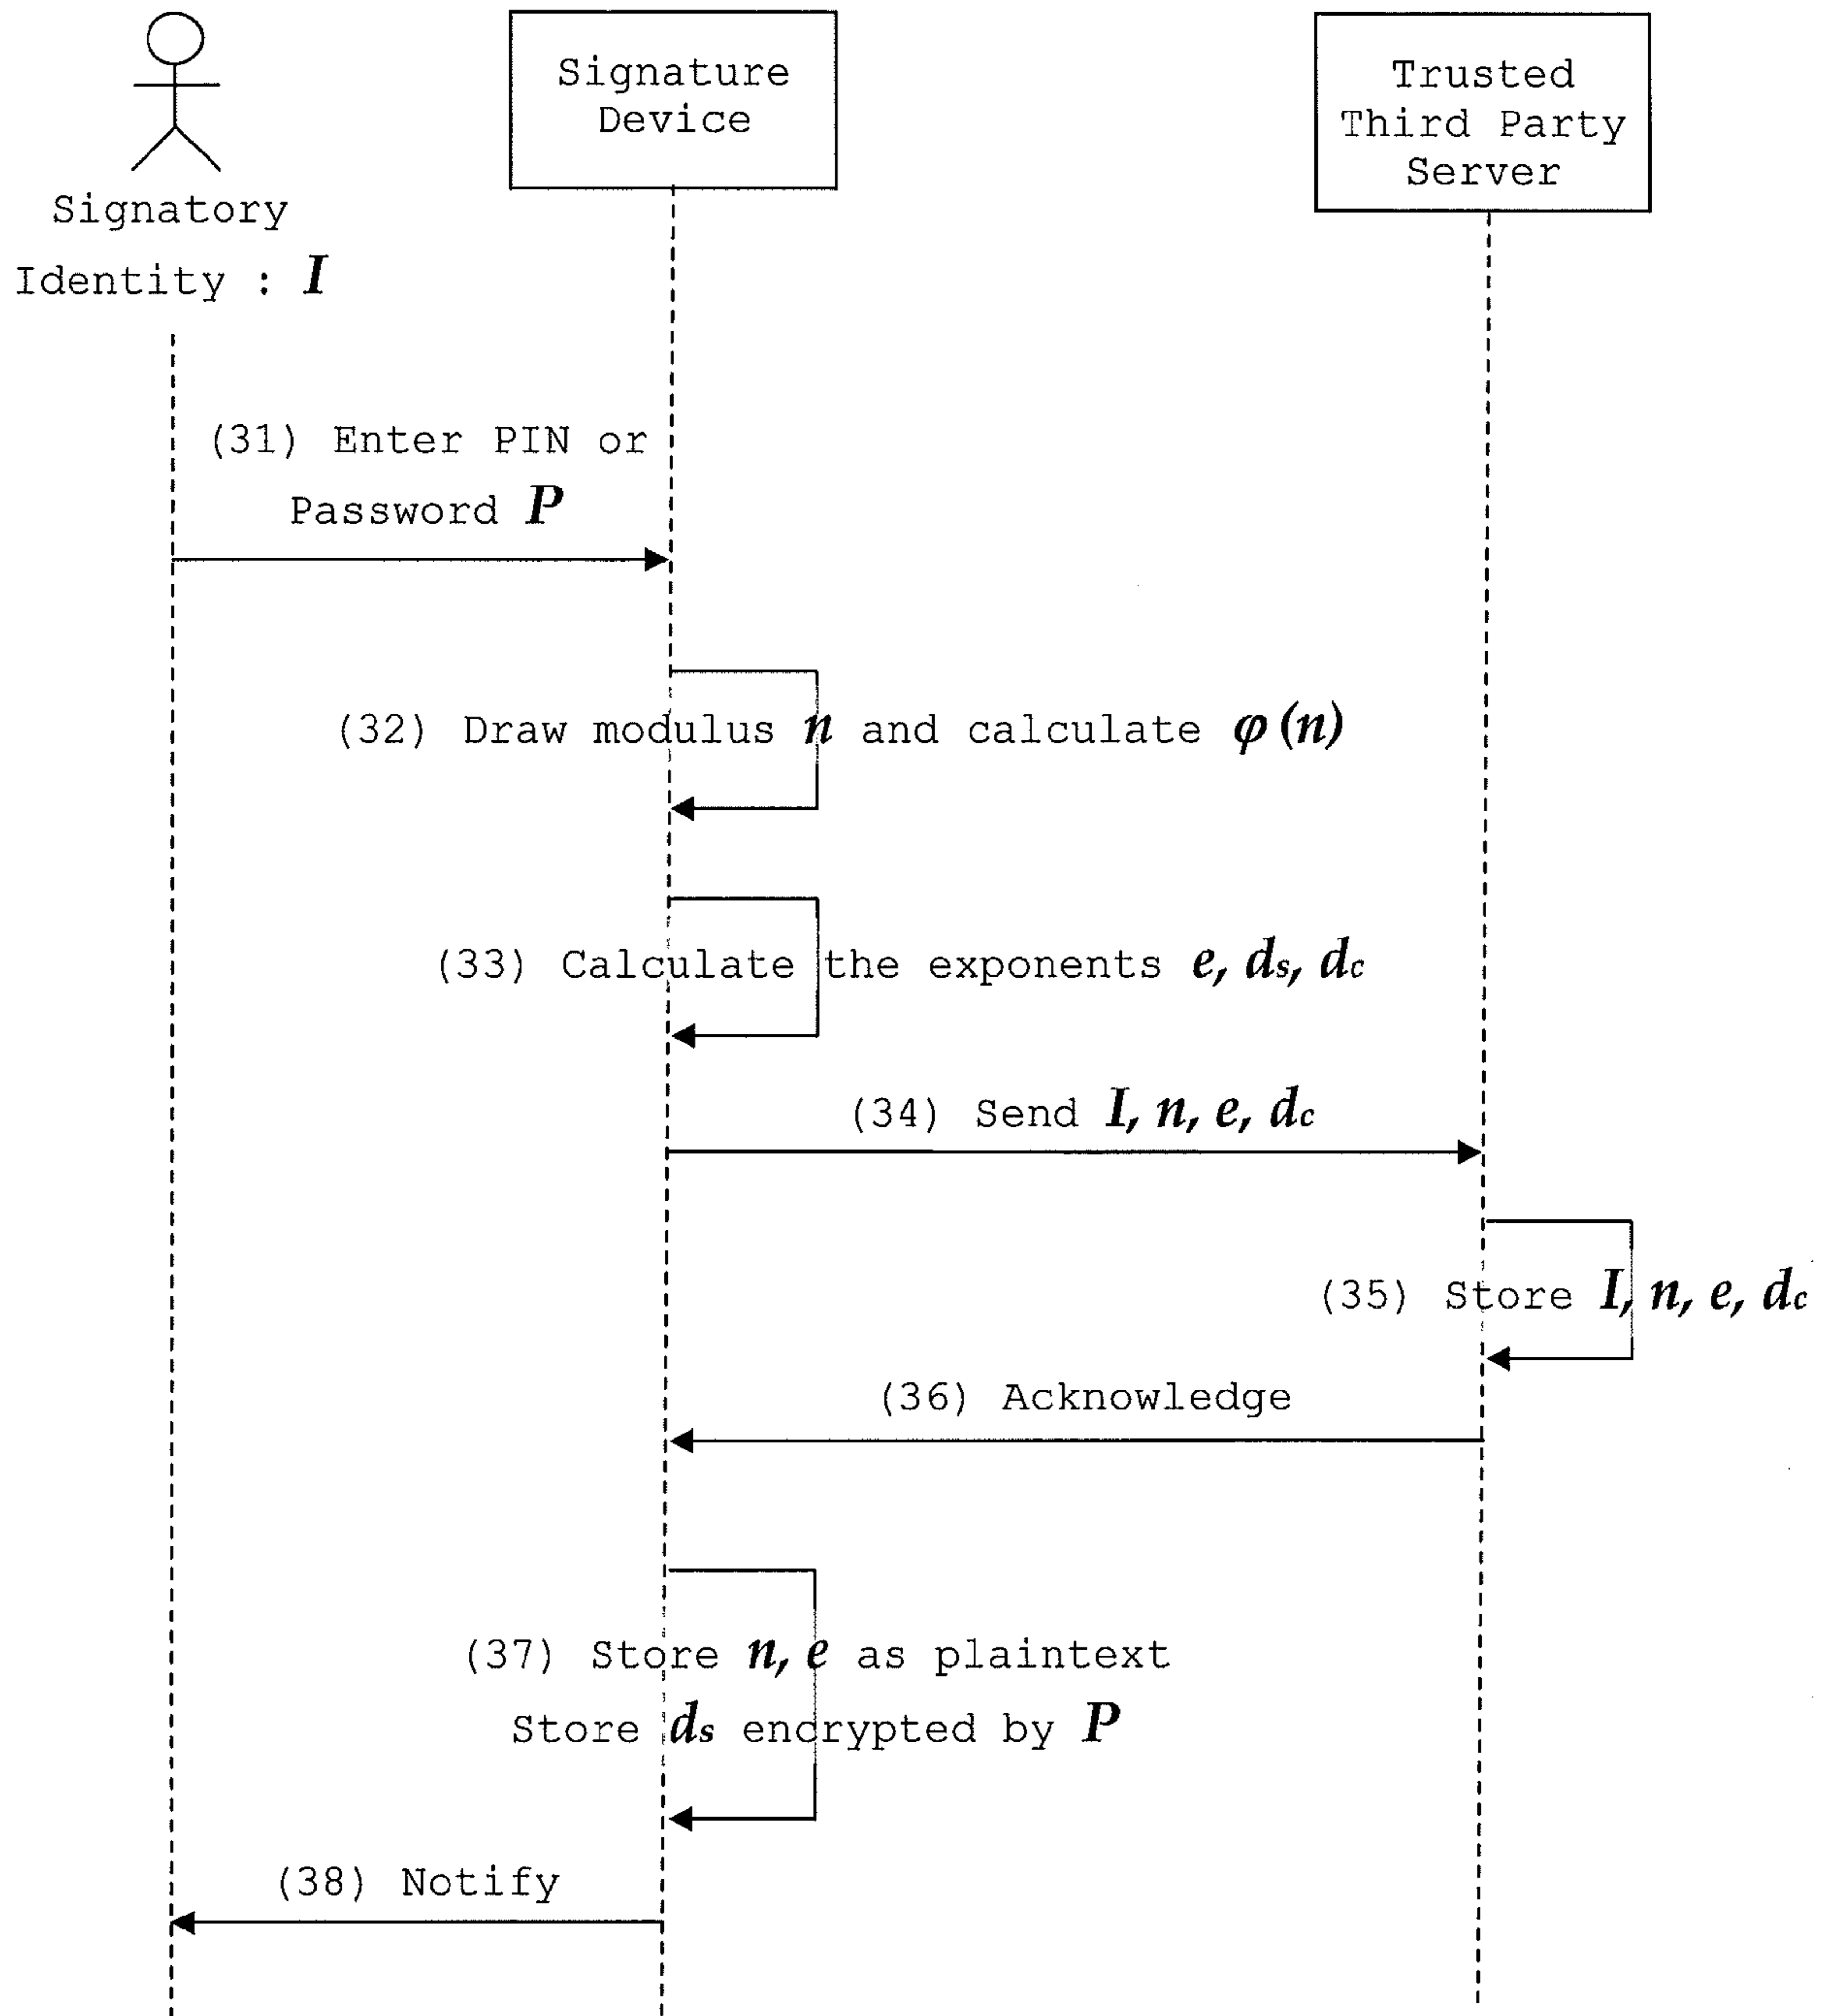 Signature
Device
Trusted
Third Party
Server
Signatory
Identity : I
(31) Enter PIN or
Password P
(32) Draw modulus n and calculate φ(n)
(33) Calculate the exponents e, ds, dc
(34) Send I, n, e, dc
(35) Store I, n, e, dc
(36) Acknowledge
(37) Store n, e as plaintext
Store ds encrypted by P
(38) Notify